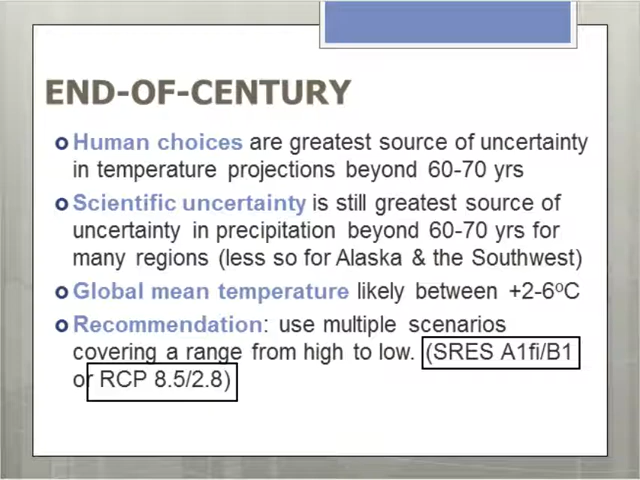 END-OF-CENTURY
Human choices are greatest source of uncertainty
in temperature projections beyond 60-70 yrs
Scientific uncertainty is still greatest source of
uncertainty in precipitation beyond 60-70 yrs for
many regions (less so for Alaska & the Southwest)
Global mean temperature likely between +2-6ºC
Recommendation: use multiple scenarios
covering a range from high to low. (SRES A1fi/B1
or RCP 8.5/2.8)